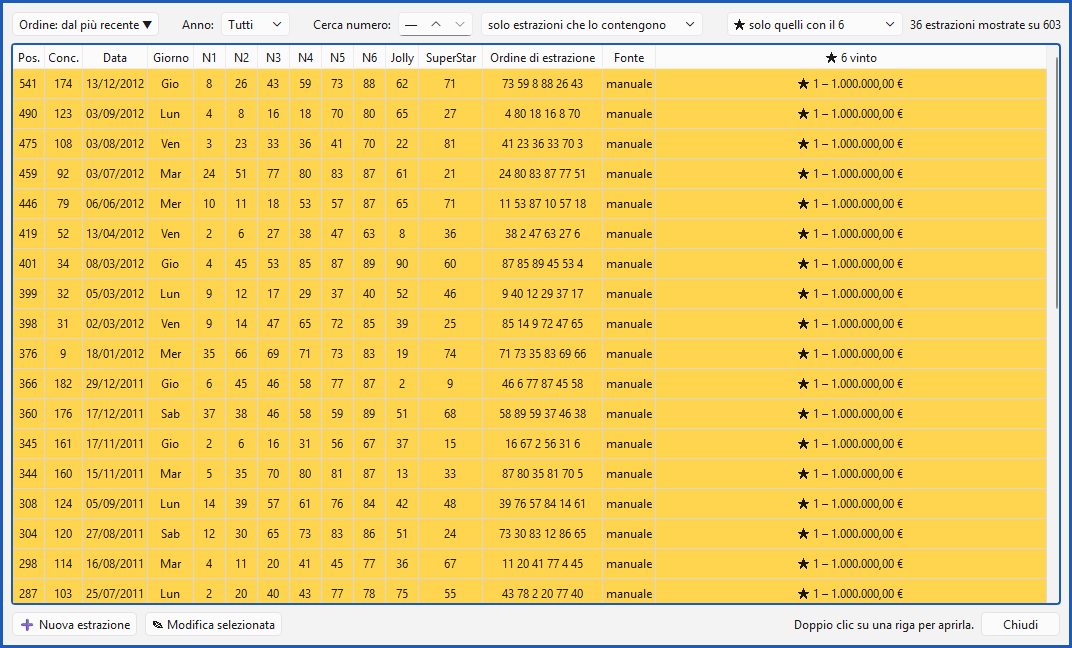 Ordine: dal più recente ▼ Anno: Tutti Cerca numero: — solo estrazioni che lo contengono ★ solo quelli con il 6 36 estrazioni mostrate su 603
Pos. Conc. Data Giorno N1 N2 N3 N4 N5 N6 Jolly SuperStar Ordine di estrazione Fonte ★ 6 vinto
541 174 13/12/2012 Gio 8 26 43 59 73 88 62 71 73 59 8 88 26 43 manuale ★ 1 – 1.000.000,00 €
490 123 03/09/2012 Lun 4 8 16 18 70 80 65 27 4 80 18 16 8 70 manuale ★ 1 – 1.000.000,00 €
475 108 03/08/2012 Ven 3 23 33 36 41 70 22 81 41 23 36 33 70 3 manuale ★ 1 – 1.000.000,00 €
459 92 03/07/2012 Mar 24 51 77 80 83 87 61 21 24 80 83 87 77 51 manuale ★ 1 – 1.000.000,00 €
446 79 06/06/2012 Mer 10 11 18 53 57 87 65 71 11 53 87 10 57 18 manuale ★ 1 – 1.000.000,00 €
419 52 13/04/2012 Ven 2 6 27 38 47 63 8 36 38 2 47 63 27 6 manuale ★ 1 – 1.000.000,00 €
401 34 08/03/2012 Gio 4 45 53 85 87 89 90 60 87 85 89 45 53 4 manuale ★ 1 – 1.000.000,00 €
399 32 05/03/2012 Lun 9 12 17 29 37 40 52 46 9 40 12 29 37 17 manuale ★ 1 – 1.000.000,00 €
398 31 02/03/2012 Ven 9 14 47 65 72 85 39 25 85 14 9 72 47 65 manuale ★ 1 – 1.000.000,00 €
376 9 18/01/2012 Mer 35 66 69 71 73 83 19 74 71 73 35 83 69 66 manuale ★ 1 – 1.000.000,00 €
366 182 29/12/2011 Gio 6 45 46 58 77 87 2 9 46 6 77 87 45 58 manuale ★ 1 – 1.000.000,00 €
360 176 17/12/2011 Sab 37 38 46 58 59 89 51 68 58 89 59 37 46 38 manuale ★ 1 – 1.000.000,00 €
345 161 17/11/2011 Gio 2 6 16 31 56 67 37 15 16 67 2 56 31 6 manuale ★ 1 – 1.000.000,00 €
344 160 15/11/2011 Mar 5 35 70 80 81 87 13 33 87 80 35 81 70 5 manuale ★ 1 – 1.000.000,00 €
308 124 05/09/2011 Lun 14 39 57 61 76 84 42 48 39 76 57 84 14 61 manuale ★ 1 – 1.000.000,00 €
304 120 27/08/2011 Sab 12 30 65 73 83 86 51 24 73 30 83 12 86 65 manuale ★ 1 – 1.000.000,00 €
298 114 16/08/2011 Mar 4 11 20 41 45 77 36 67 11 20 41 77 4 45 manuale ★ 1 – 1.000.000,00 €
287 103 25/07/2011 Lun 2 20 40 43 77 78 75 55 43 78 2 20 77 40 manuale ★ 1 – 1.000.000,00 €
Nuova estrazione Modifica selezionata Doppio clic su una riga per aprirla. Chiudi